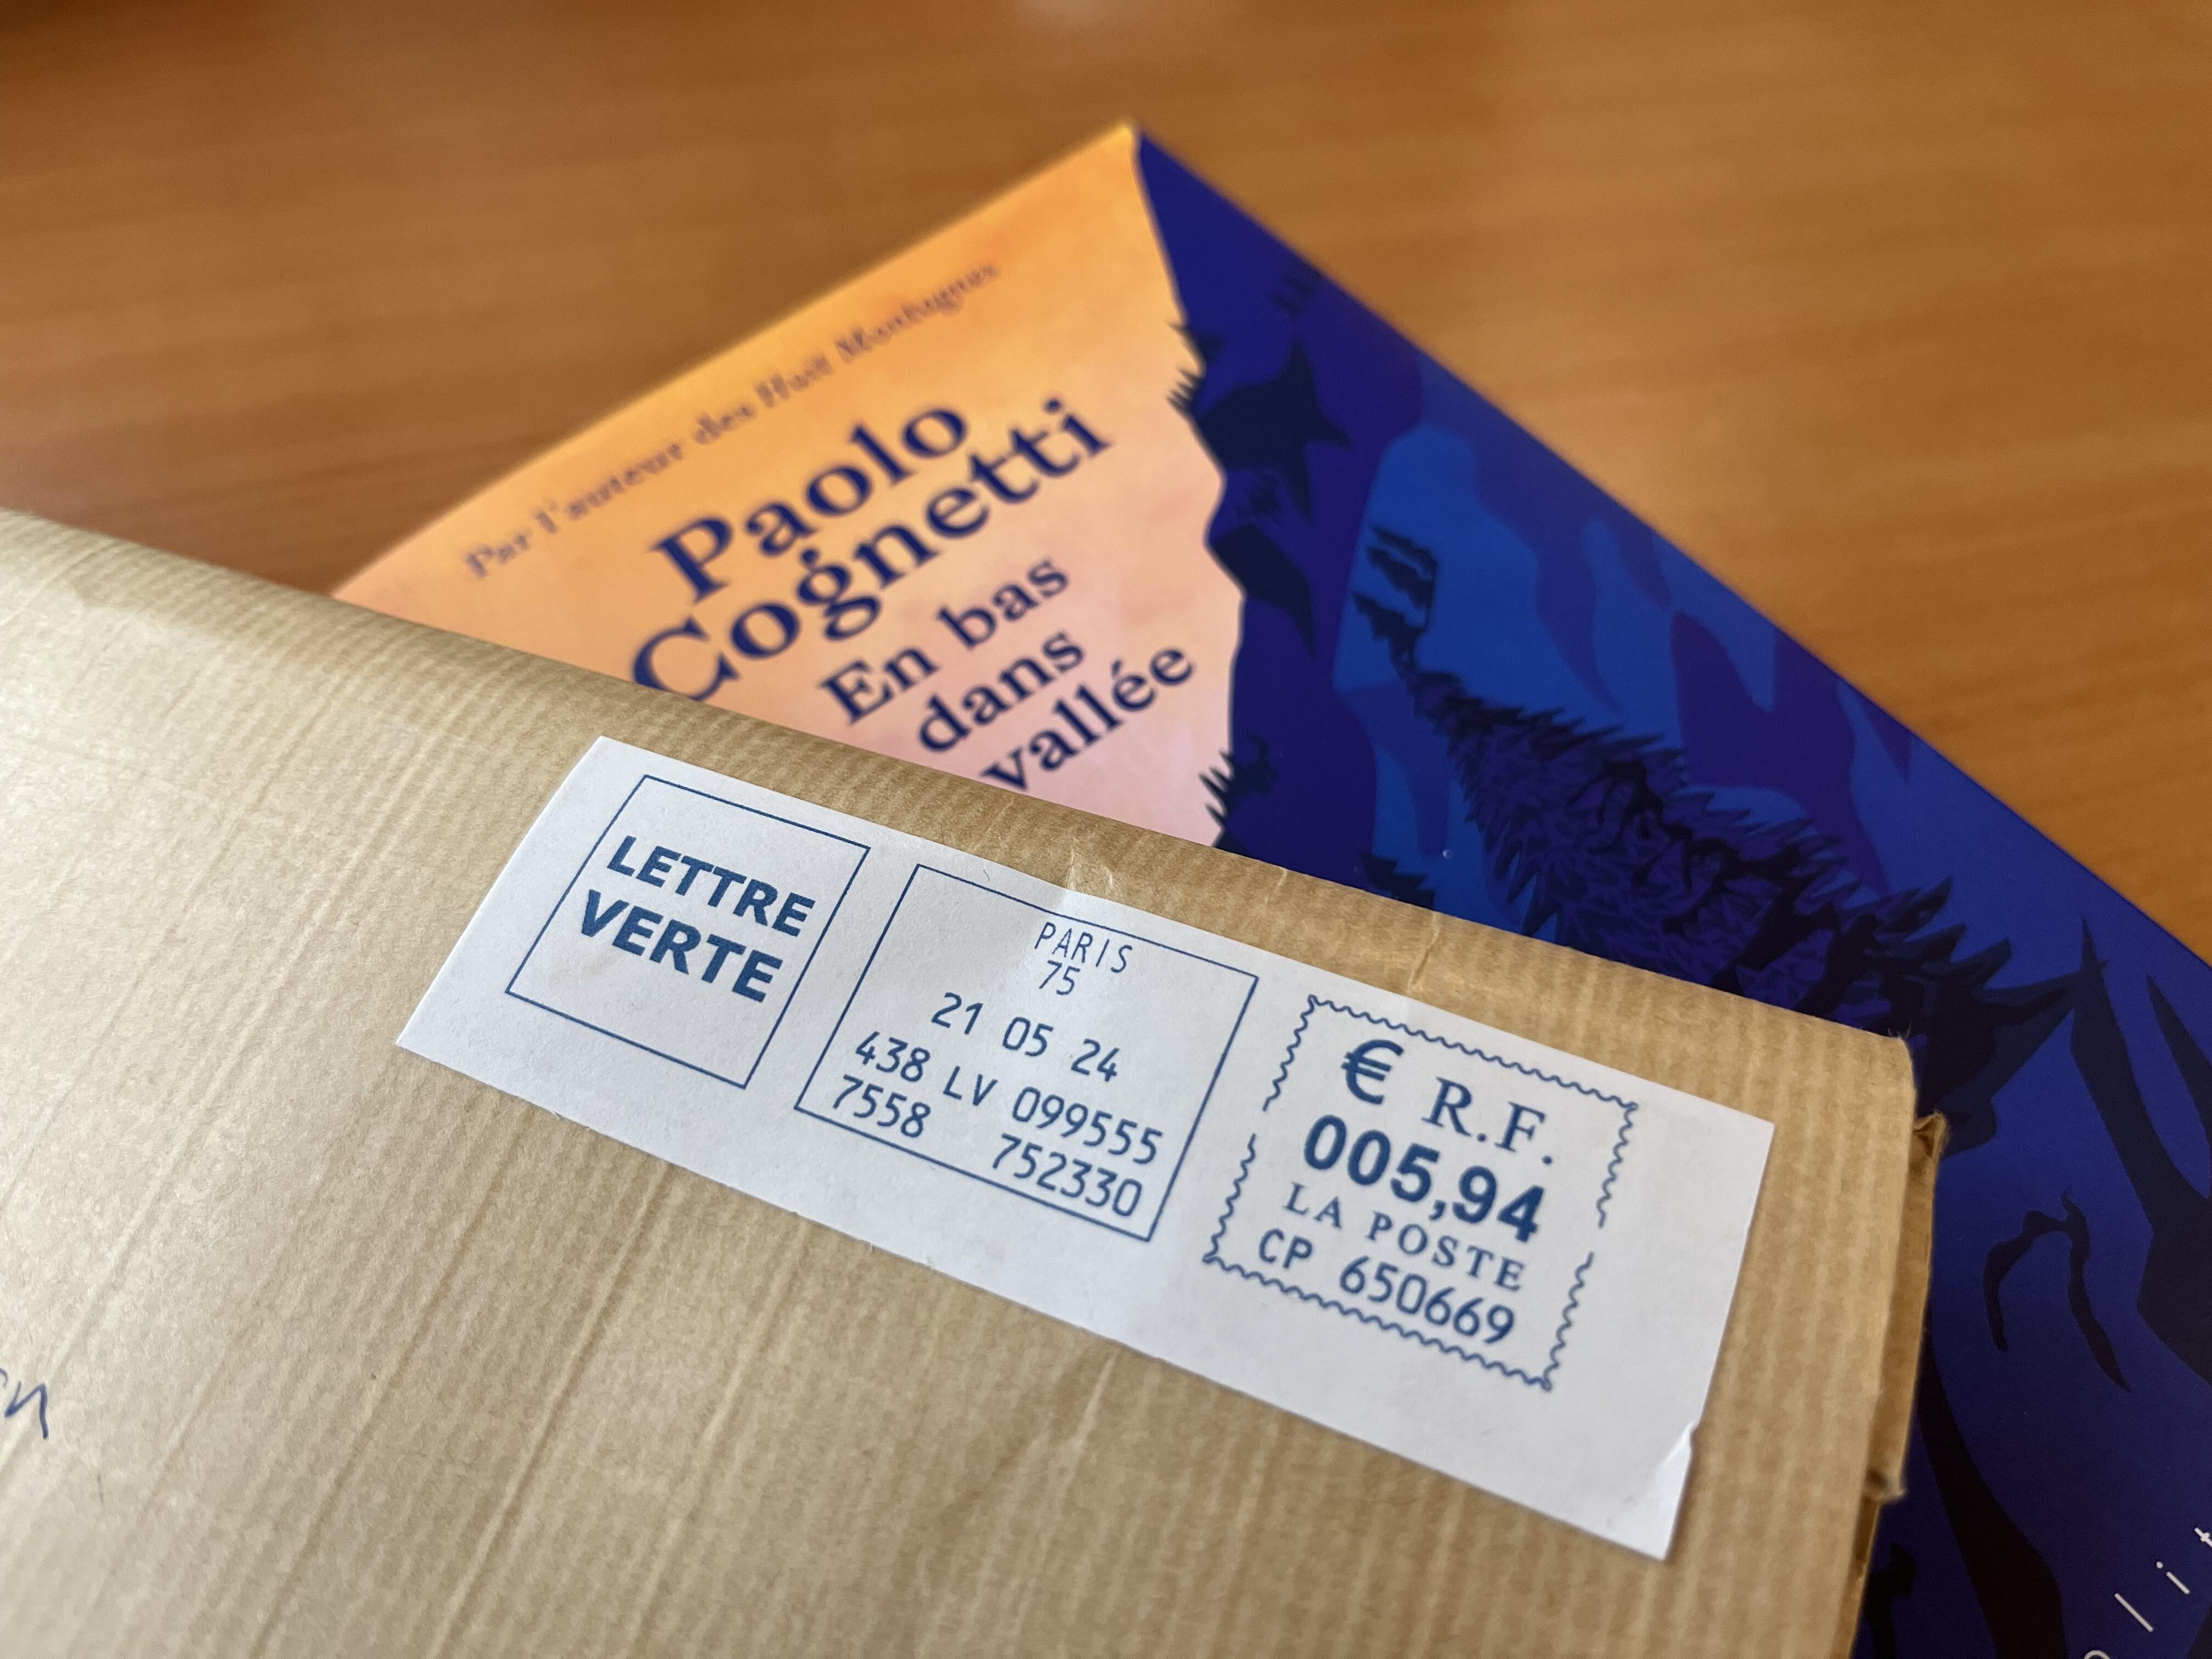 Par l'auteur des Huit Montagnes
Paolo
Cognetti
En bas
dans
vallée
LETTRE
VERTE
PARIS
75
21 05 24
438 LV 099555
7558 752330
€ R.F.
005,94
LA POSTE
CP 650669